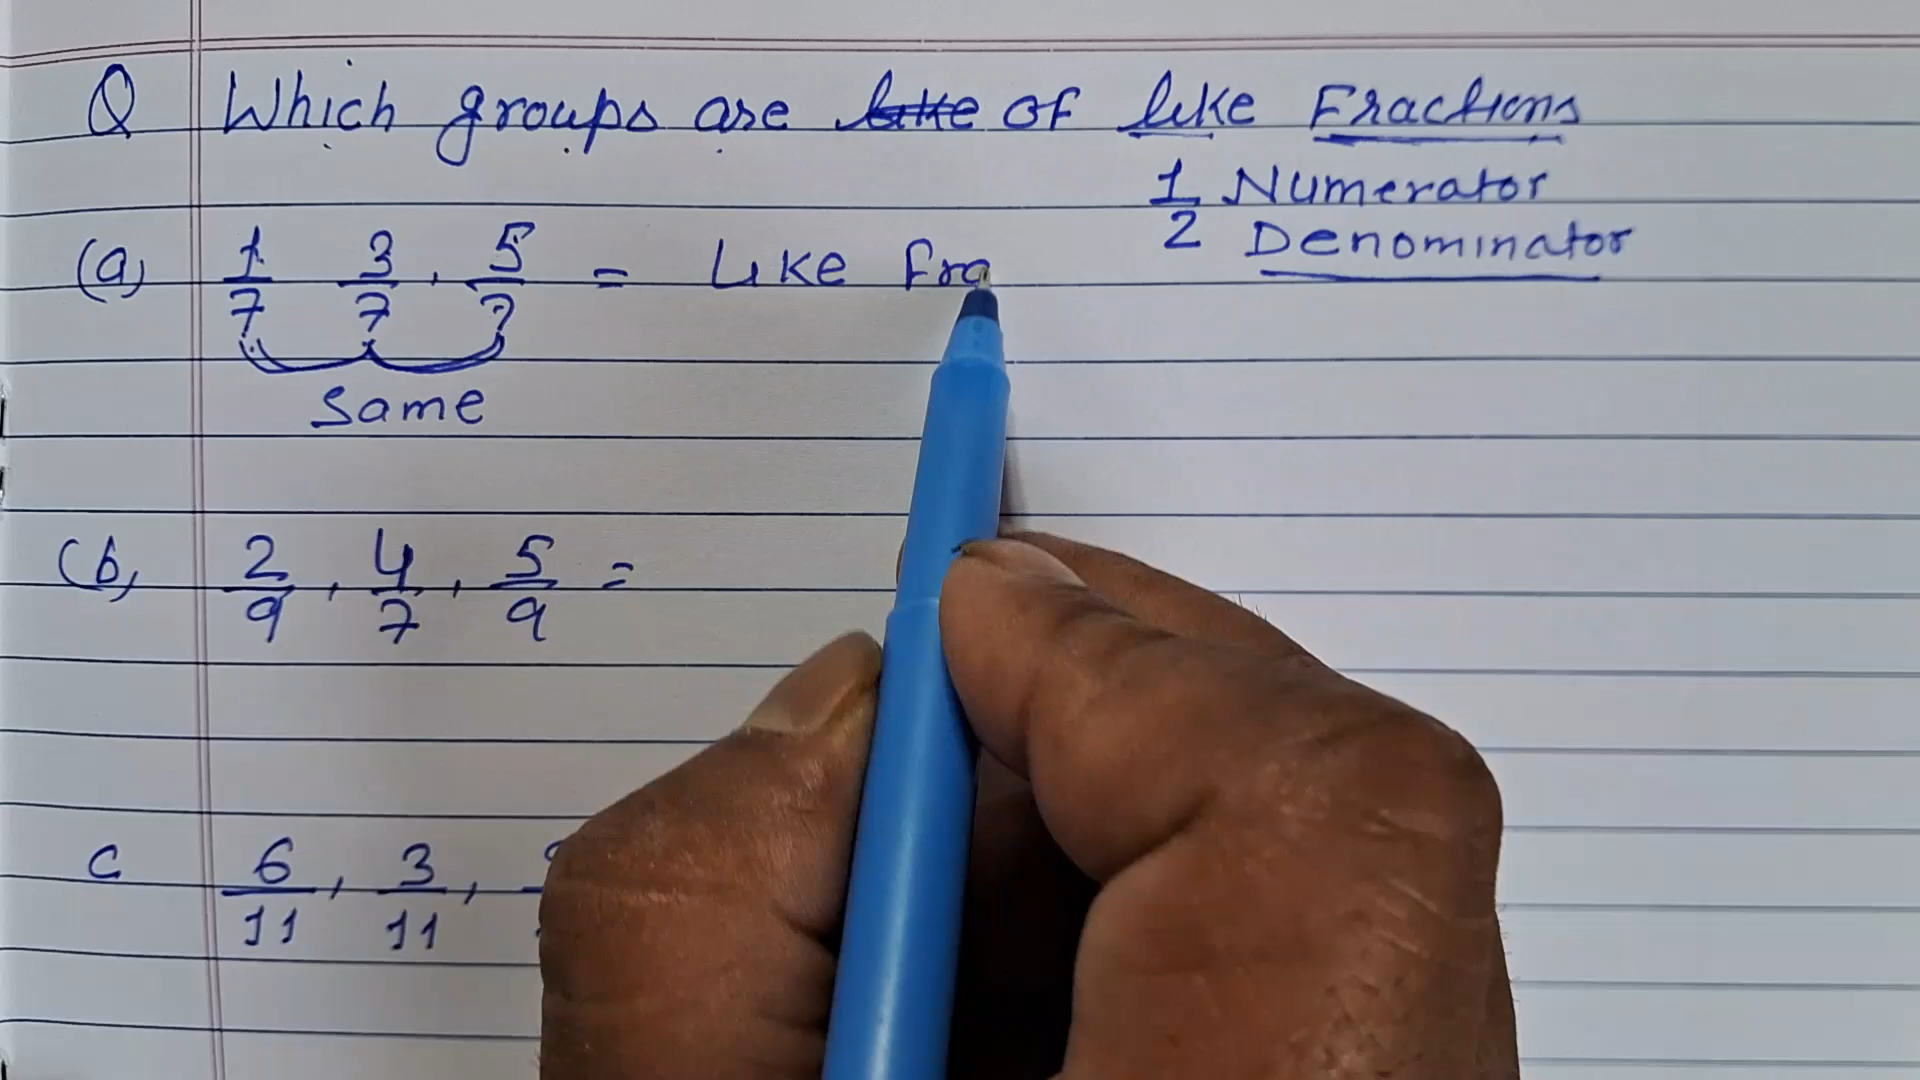 Q Which groups are of like Fractions
1/2 Numerator Denominator
(a) 1/7 3/7, 5/7 = Like Fra
Same
(b) 2/9, 4/7, 5/9 =
c 6/11, 3/11,